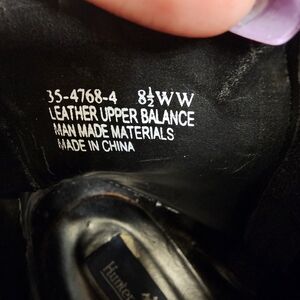 35-4768-4 8½WW
LEATHER UPPER BALANCE
MAN MADE MATERIALS
MADE IN CHINA